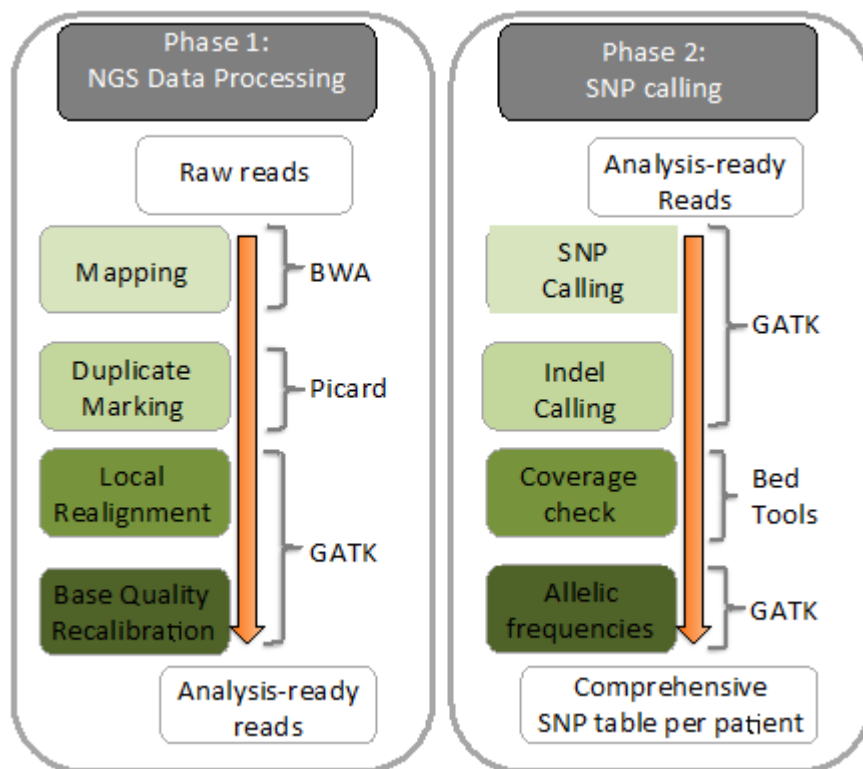 Phase 1:
NGS Data Processing
Raw reads
Mapping
BWA
Duplicate
Marking
Picard
Local
Realignment
GATK
Base Quality
Recalibration
Analysis-ready
reads
Phase 2:
SNP calling
Analysis-ready
Reads
SNP
Calling
GATK
Indel
Calling
Coverage
check
Bed
Tools
Allelic
frequencies
GATK
Comprehensive
SNP table per patient